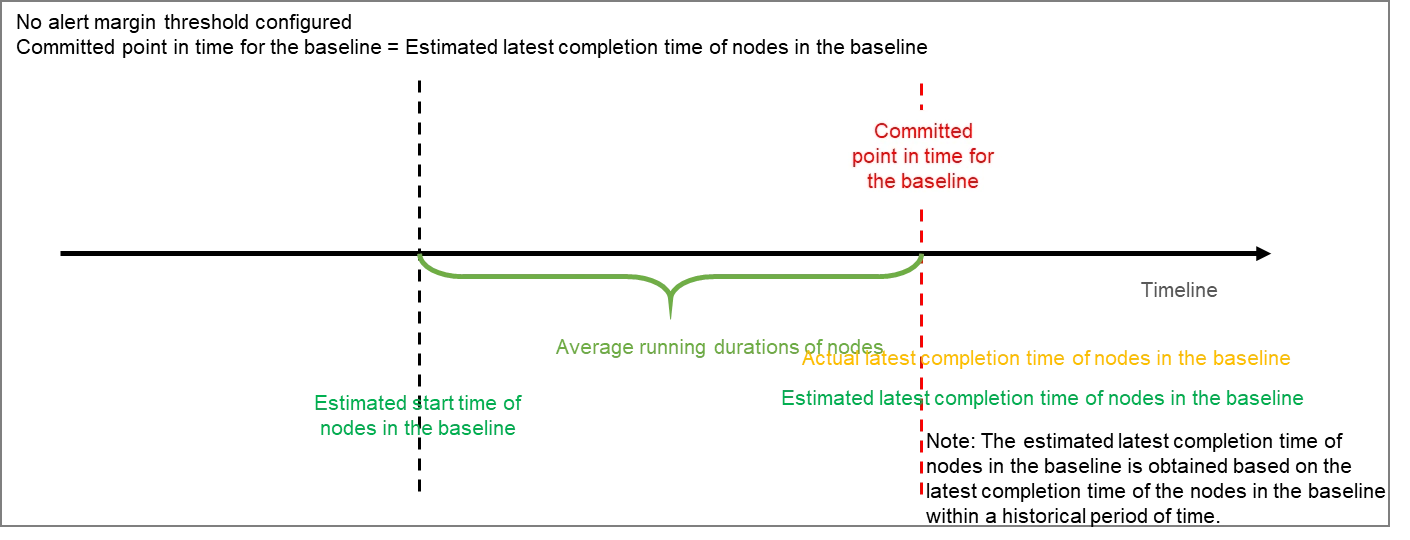 No alert margin threshold configured
Committed point in time for the baseline = Estimated latest completion time of nodes in the baseline
Committed
point in time for
the baseline
Timeline
Average running durations of nodes
Actual latest completion time of nodes in the baseline
Estimated start time of
nodes in the baseline
Estimated latest completion time of nodes in the baseline
Note: The estimated latest completion time of
nodes in the baseline is obtained based on the
latest completion time of the nodes in the baseline
within a historical period of time.